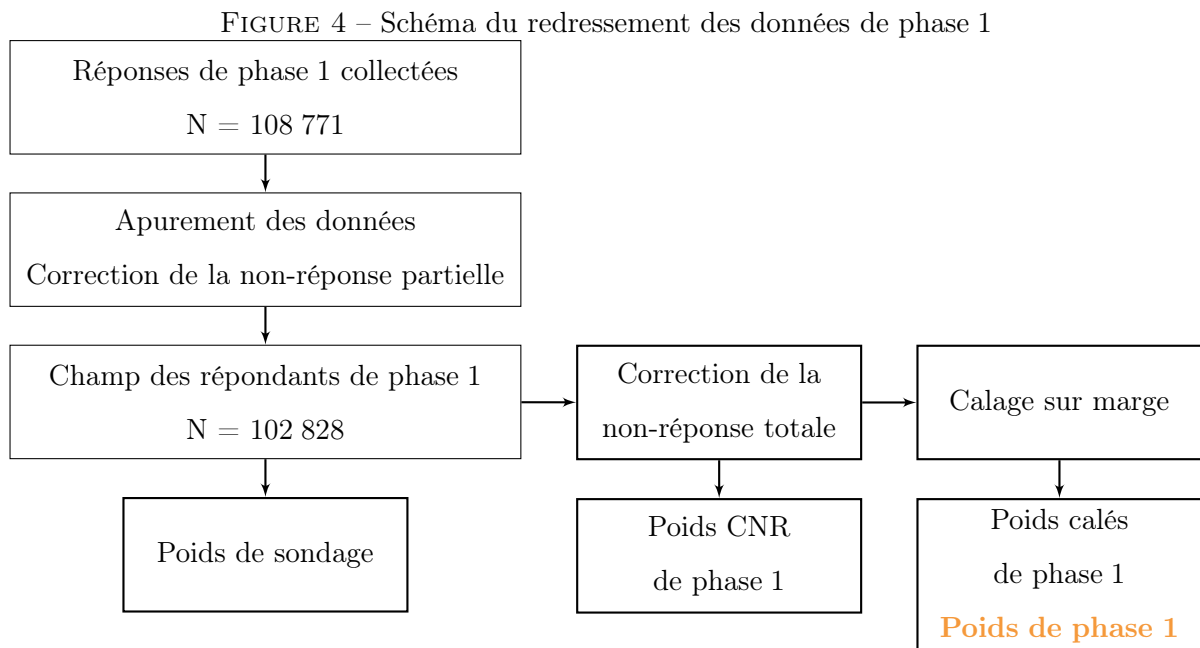 FIGURE 4 – Schéma du redressement des données de phase 1
Réponses de phase 1 collectées
N = 108 771
Apurement des données
Correction de la non-réponse partielle
Champ des répondants de phase 1
N = 102 828
Correction de la
non-réponse totale
Calage sur marge
Poids de sondage
Poids CNR
de phase 1
Poids calés
de phase 1
Poids de phase 1